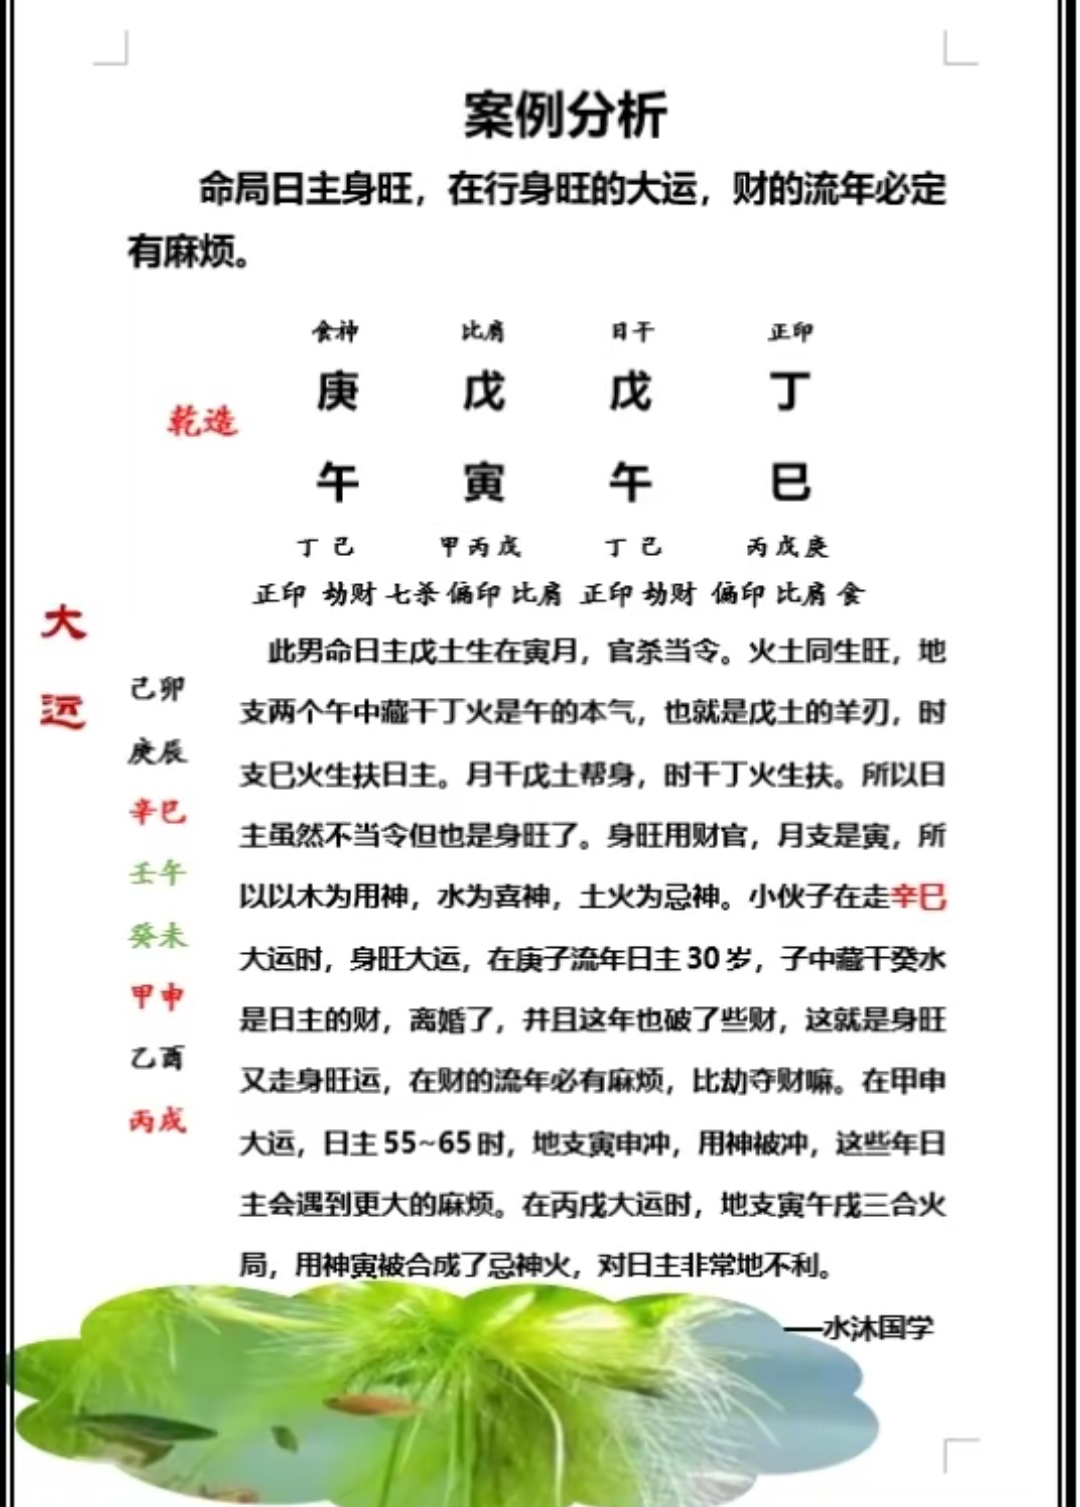 案例分析
命局日主身旺，在行身旺的大运，财的流年必定
有麻烦。
食神 比肩 日干 正印
庚 戊 戊 丁
乾造
午 寅 午 巳
丁己 甲丙戊 丁己 丙戊庚
正印 劫财 七杀 偏印 比肩 正印 劫财 偏印 比肩 食
大运
己卯
庚辰
辛巳
壬午
癸未
甲申
乙酉
丙戌
此男命日主戊土生在寅月，官杀当令。火土同生旺，地
支两个午中藏干丁火是午的本气，也就是戊土的羊刃，时
支巳火生扶日主。月干戊土帮身，时干丁火生扶。所以日
主虽然不当令但也是身旺了。身旺用财官，月支是寅，所
以以木为用神，水为喜神，土火为忌神。小伙子在走辛巳
大运时，身旺大运，在庚子流年日主30岁，子中藏干癸水
是日主的财，离婚了，并且这年也破了些财，这就是身旺
又走身旺运，在财的流年必有麻烦，比劫夺财嘛。在甲申
大运，日主55~65时，地支寅申冲，用神被冲，这些年日
主会遇到更大的麻烦。在丙戌大运时，地支寅午戌三合火
局，用神寅被合成了忌神火，对日主非常地不利。
——水沐国学